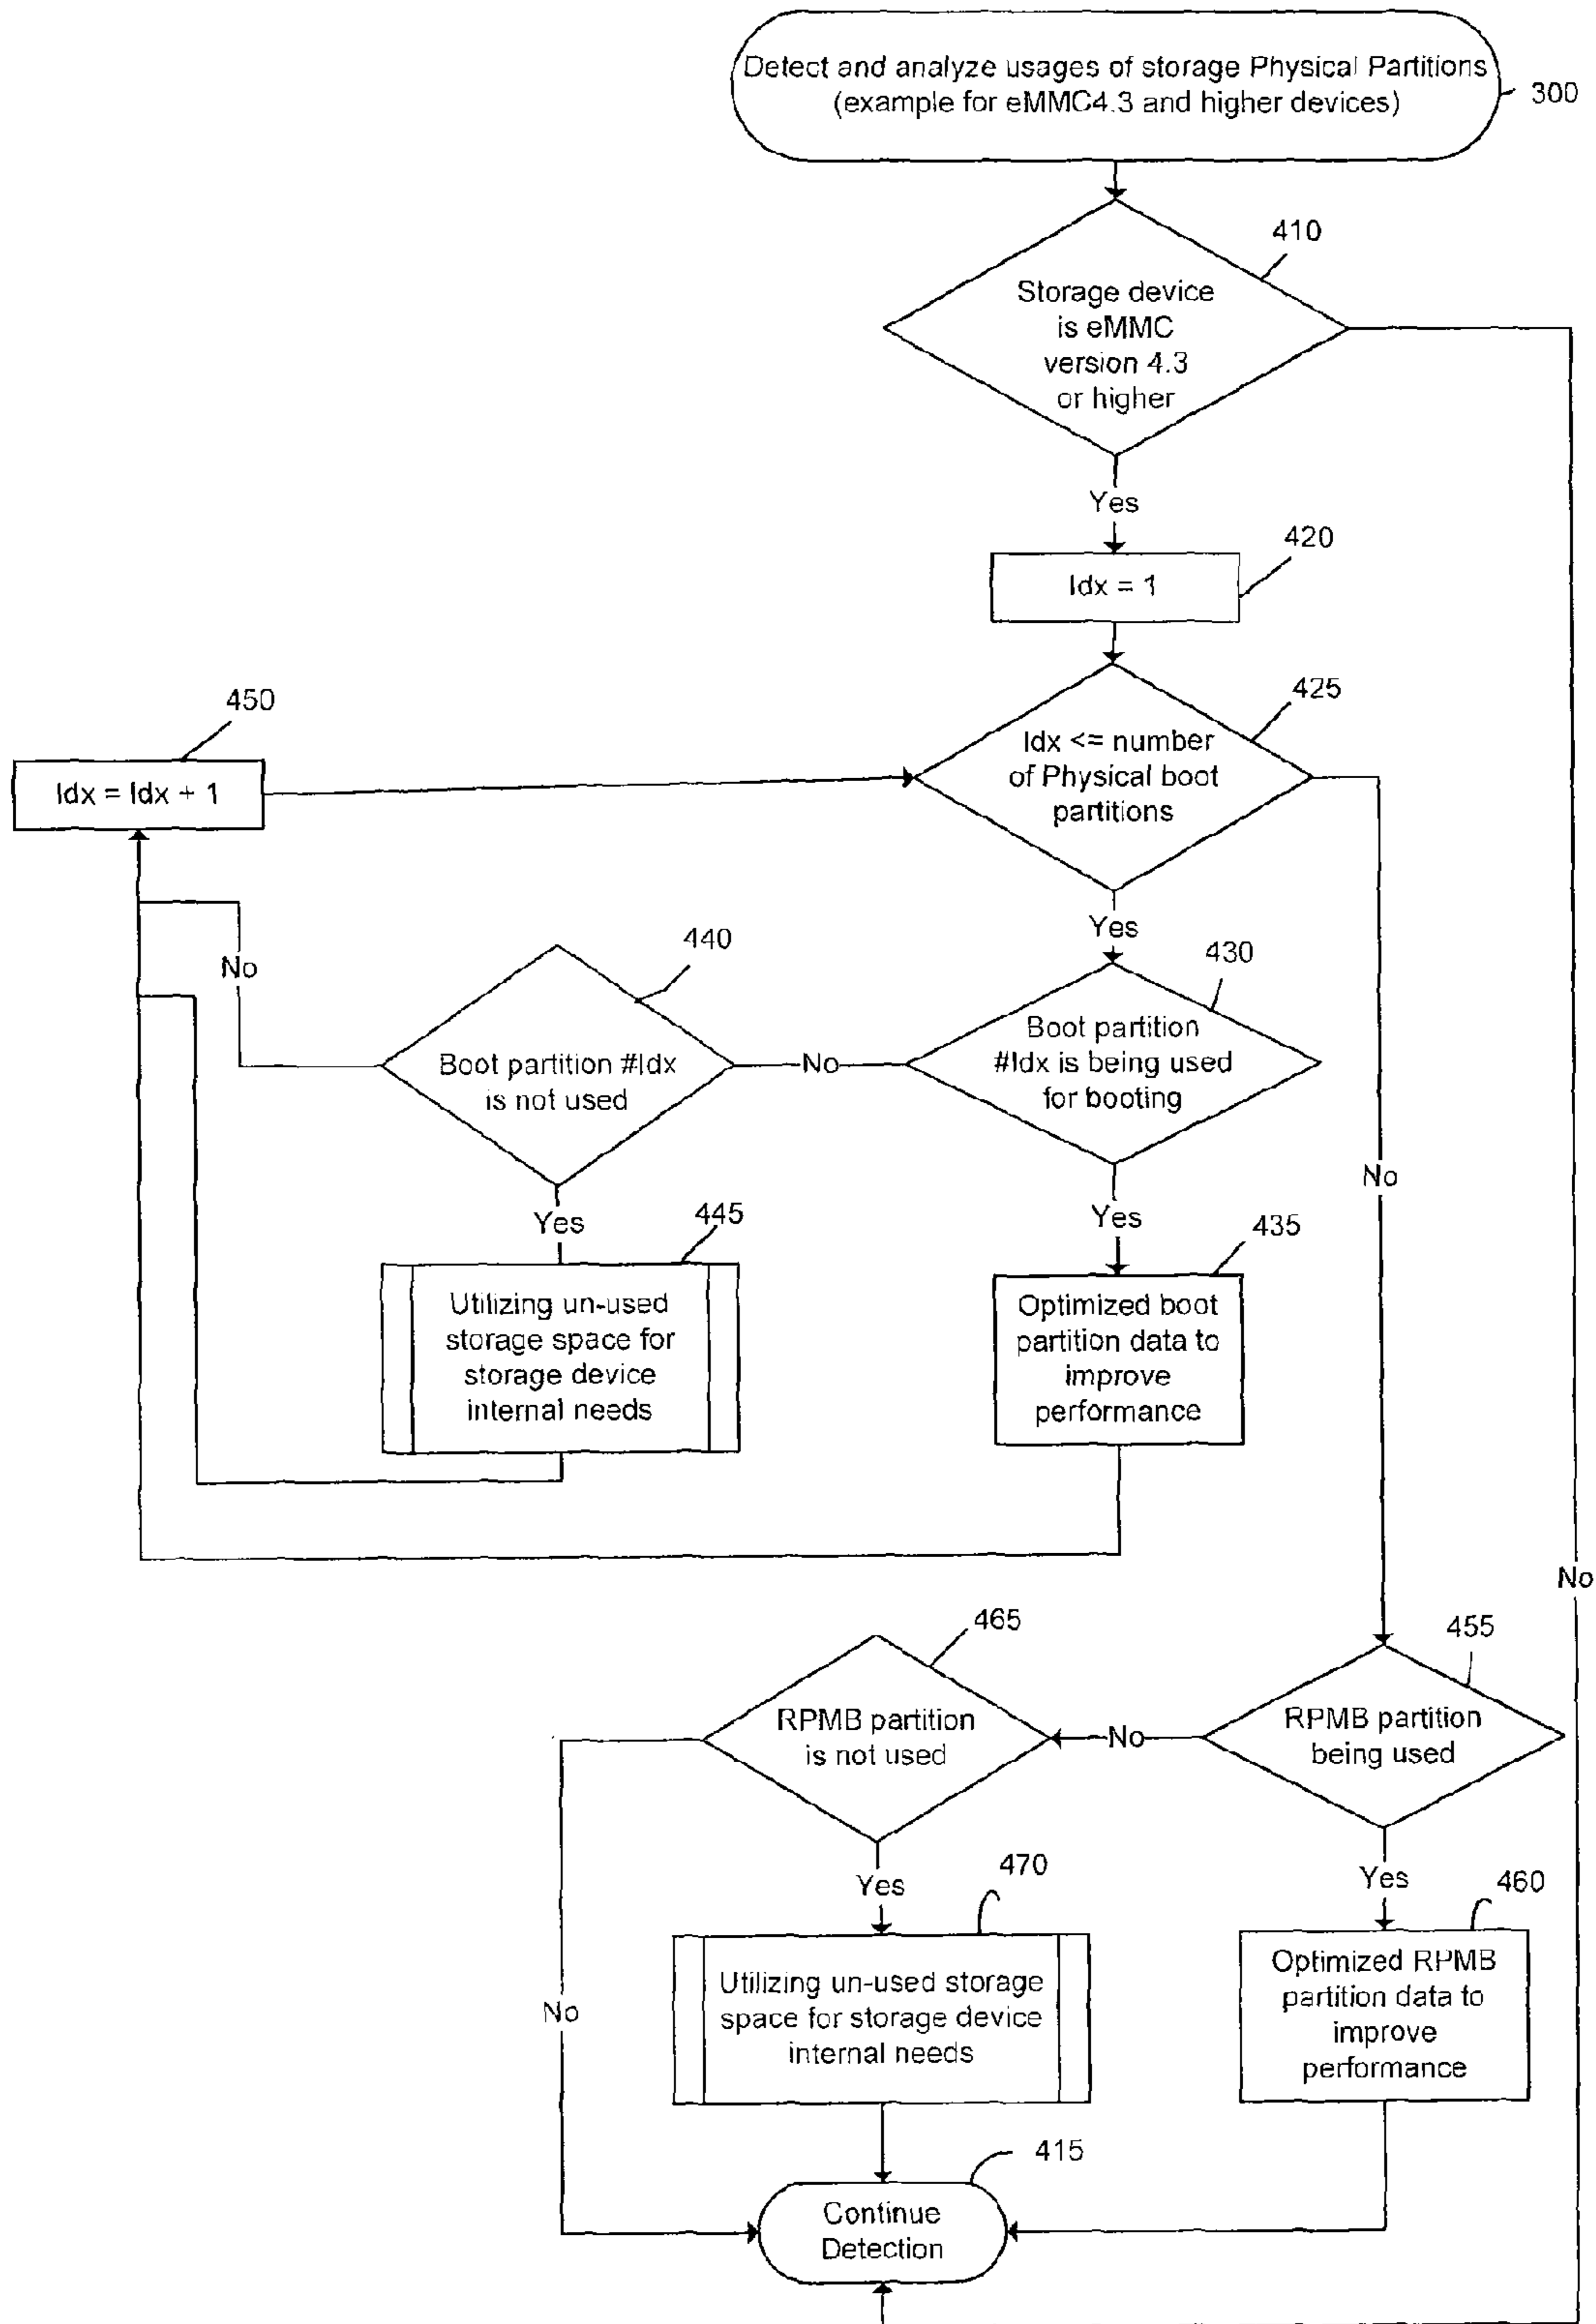 Detect and analyze usages of storage Physical Partitions
(example for eMMC4.3 and higher devices)
300
410
Storage device
is eMMC
version 4.3
or higher
Yes
420
Idx = 1
450
425
Idx = Idx + 1
Idx <= number
of Physical boot
partitions
Yes
No
440
430
Boot partition #Idx
is not used
No
Boot partition
#Idx is being used
for booting
No
Yes
445
Yes
435
Utilizing un-used
storage space for
storage device
internal needs
Optimized boot
partition data to
improve
performance
No
465
455
RPMB partition
is not used
No
RPMB partition
being used
Yes
470
Yes
460
Utilizing un-used storage
space for storage device
internal needs
Optimized RPMB
partition data to
improve
performance
No
415
Continue
Detection